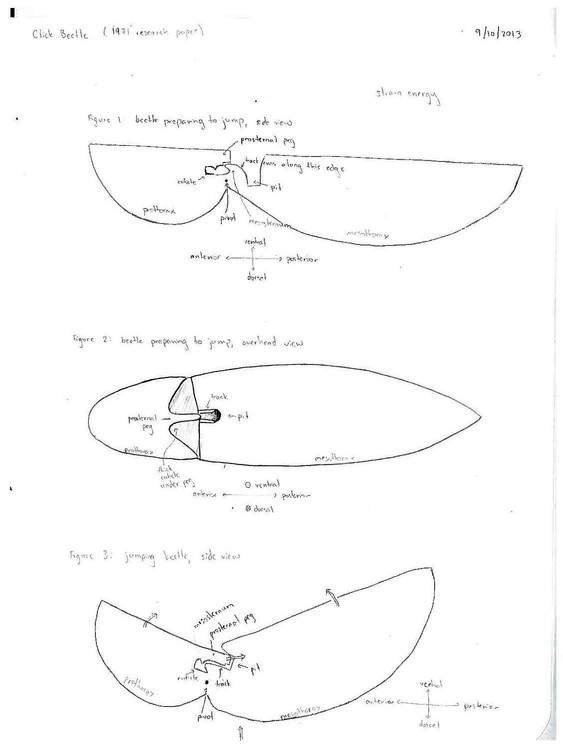 Click Beetle (1971 research paper)
9/10/2013
strain energy
Figure 1 beetle preparing to jump, side view
prosternal peg
track runs along this edge
cuticle
pit
prothorax
pivot
mesosternum
mesothorax
ventral
anterior
posterior
dorsal
Figure 2: beetle preparing to jump, overhead view
track
prosternal
peg
pit
prothorax
thick
cuticle
under peg
mesothorax
ventral
anterior
posterior
dorsal
Figure 3: jumping beetle, side view
mesosternum
prosternal peg
cuticle
track
pit
prothorax
pivot
mesothorax
ventral
anterior
posterior
dorsal